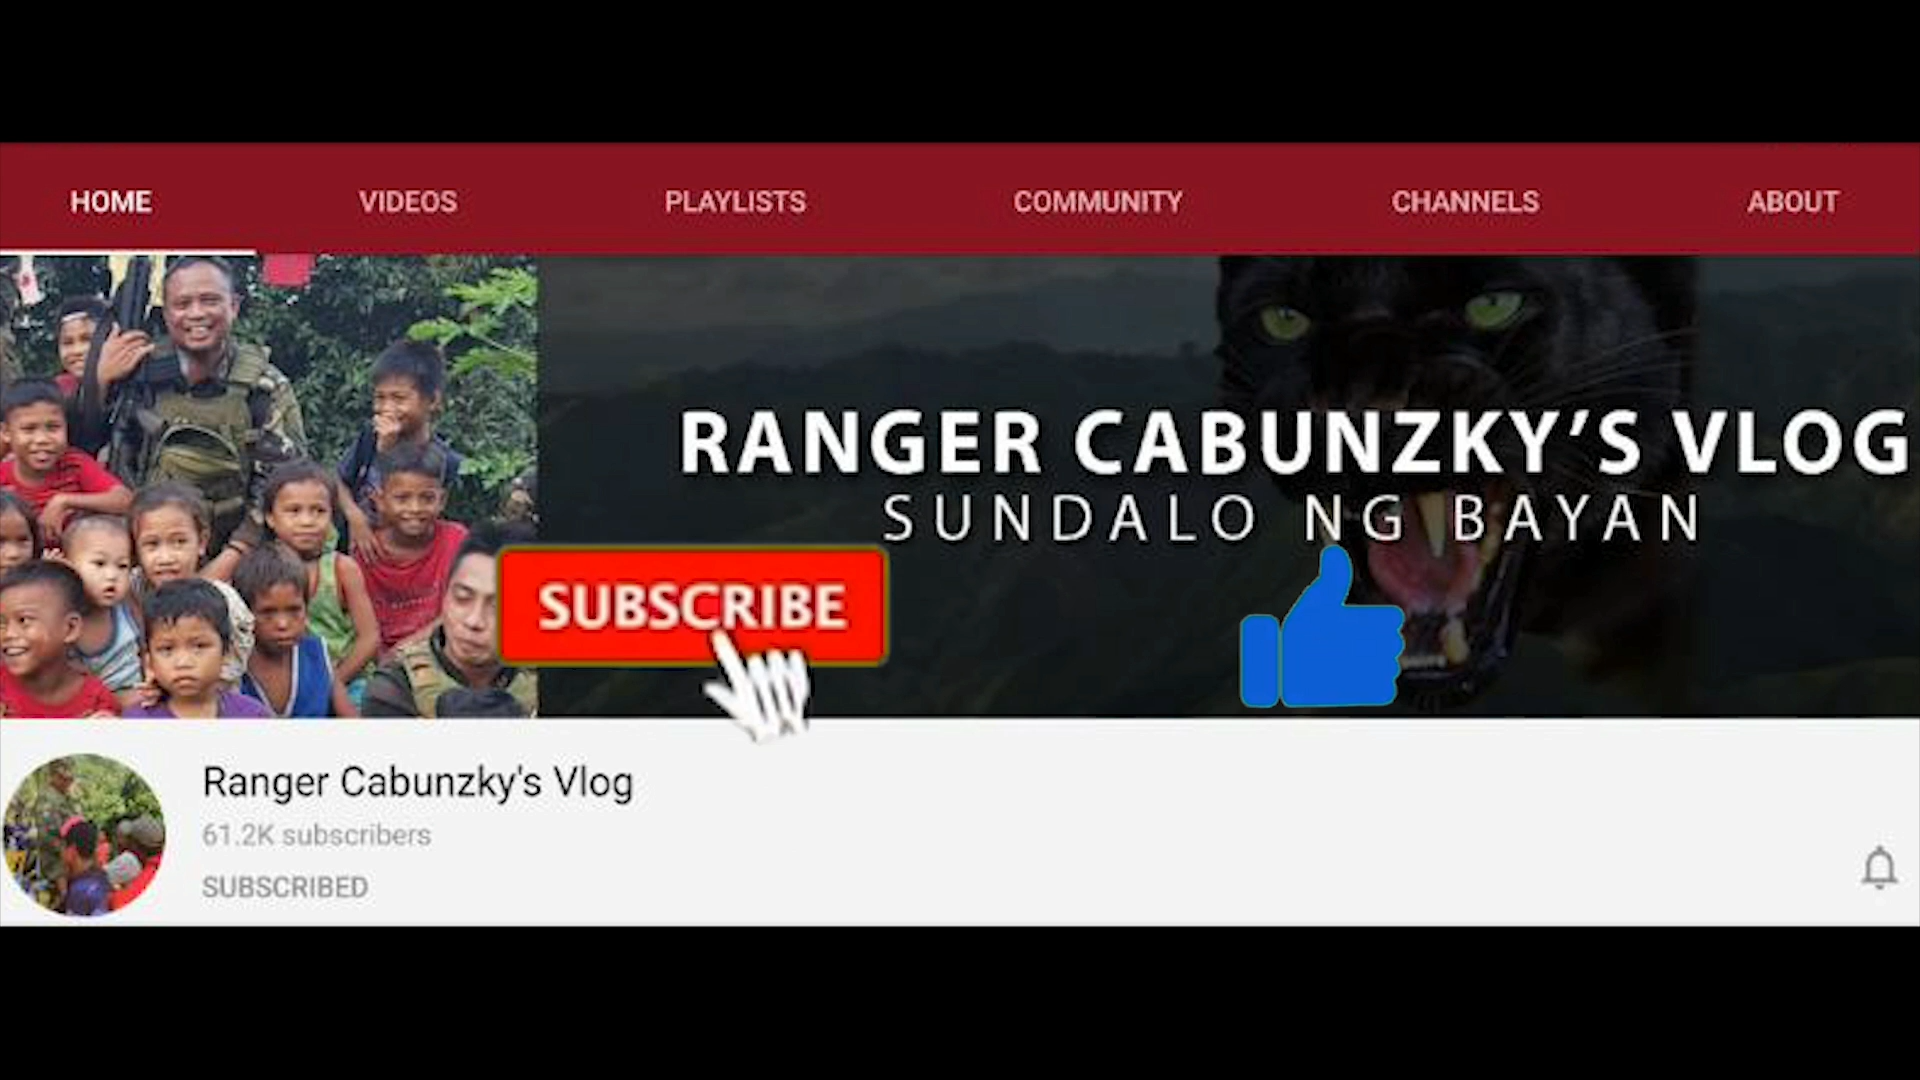 HOME VIDEOS PLAYLISTS COMMUNITY CHANNELS ABOUT
RANGER CABUNZKY'S VLOG
SUNDALO NG BAYAN
SUBSCRIBE
Ranger Cabunzky's Vlog
61.2K subscribers
SUBSCRIBED